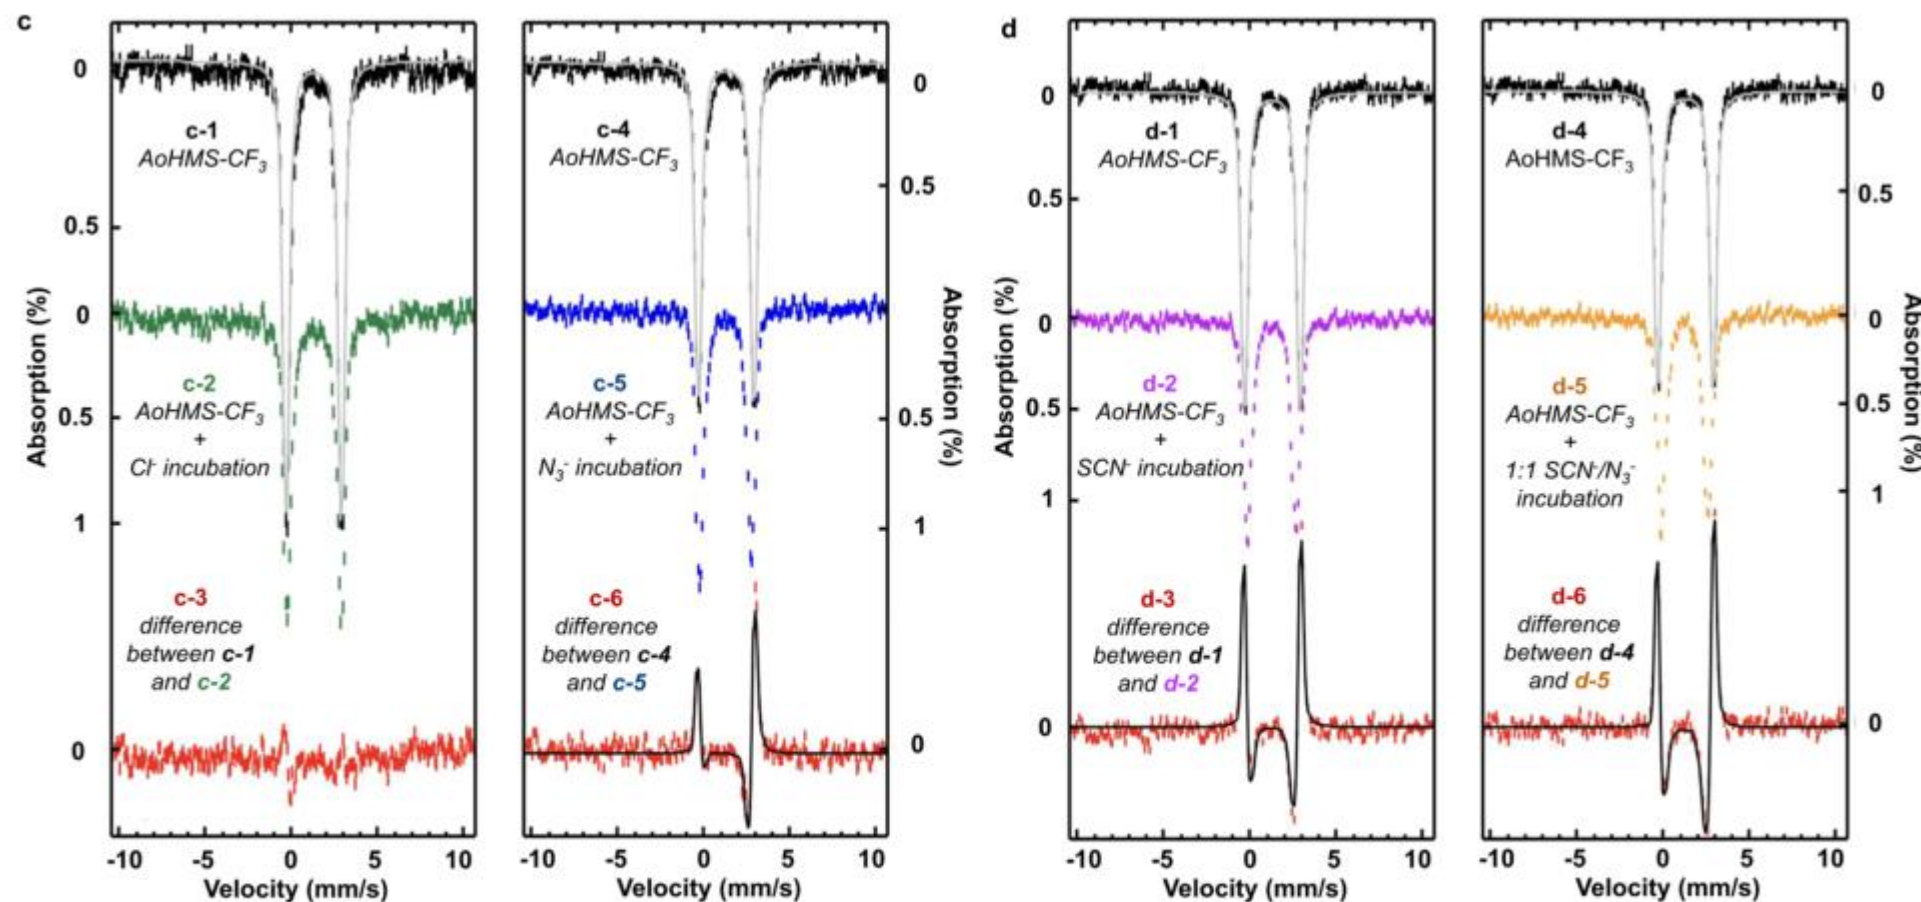 c
0
c-1
AoHMS-CF3
0.5
0
c-2
AoHMS-CF3
+
Cl- incubation
0.5
1
c-3
difference
between c-1
and c-2
0
Absorption (%)
-10 -5 0 5 10
Velocity (mm/s)
0
c-4
AoHMS-CF3
0.5
c-5
AoHMS-CF3
+
N3- incubation
0.5
1
c-6
difference
between c-4
and c-5
0
Absorption (%)
-10 -5 0 5 10
Velocity (mm/s)
d
0
d-1
AoHMS-CF3
0.5
0
d-2
AoHMS-CF3
+
SCN- incubation
0.5
1
d-3
difference
between d-1
and d-2
0
Absorption (%)
-10 -5 0 5 10
Velocity (mm/s)
0
d-4
AoHMS-CF3
0.5
0
d-5
AoHMS-CF3
+
1:1 SCN-/N3-
incubation
0.5
1
d-6
difference
between d-4
and d-5
0
Absorption (%)
-10 -5 0 5 10
Velocity (mm/s)